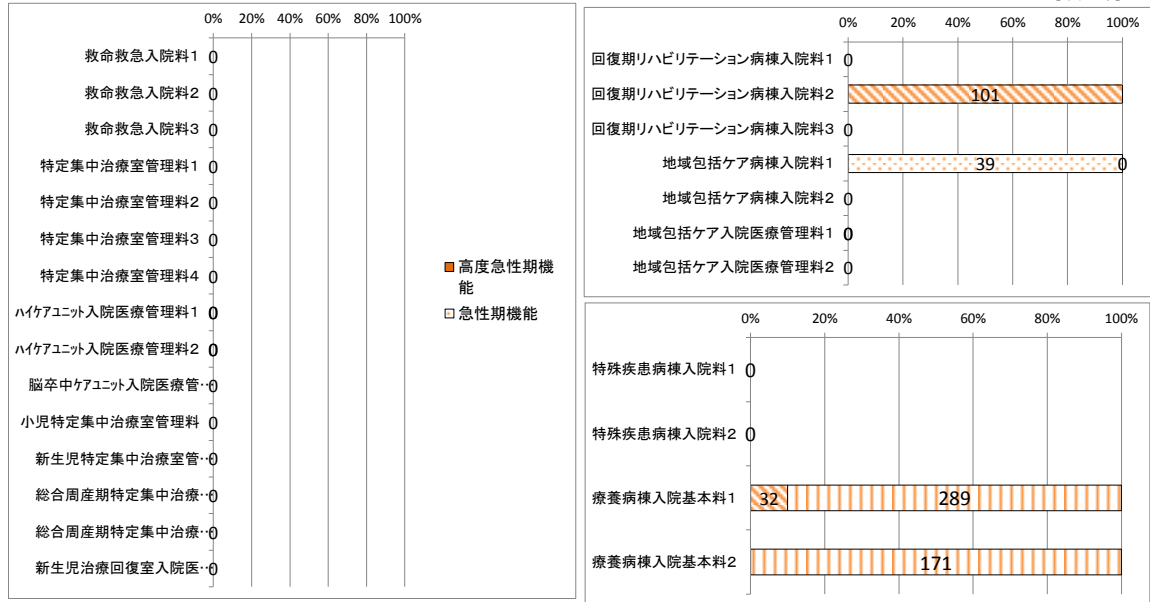 0% 20% 40% 60% 80% 100%
救命救急入院料1 0
救命救急入院料2 0
救命救急入院料3 0
特定集中治療室管理料1 0
特定集中治療室管理料2 0
特定集中治療室管理料3 0
特定集中治療室管理料4 0
ﾊｲｹｱﾕﾆｯﾄ入院医療管理料1 0
ﾊｲｹｱﾕﾆｯﾄ入院医療管理料2 0
脳卒中ｹｱﾕﾆｯﾄ入院医療管… 0
小児特定集中治療室管理料 0
新生児特定集中治療室管… 0
総合周産期特定集中治療… 0
総合周産期特定集中治療… 0
新生児治療回復室入院医… 0
高度急性期機
能
急性期機能
0% 20% 40% 60% 80% 100%
回復期リハビリテーション病棟入院料1 0
回復期リハビリテーション病棟入院料2 101
回復期リハビリテーション病棟入院料3 0
地域包括ケア病棟入院料1 39 0
地域包括ケア病棟入院料2 0
地域包括ケア入院医療管理料1 0
地域包括ケア入院医療管理料2 0
0% 20% 40% 60% 80% 100%
特殊疾患病棟入院料1 0
特殊疾患病棟入院料2 0
療養病棟入院基本料1 32 289
療養病棟入院基本料2 171